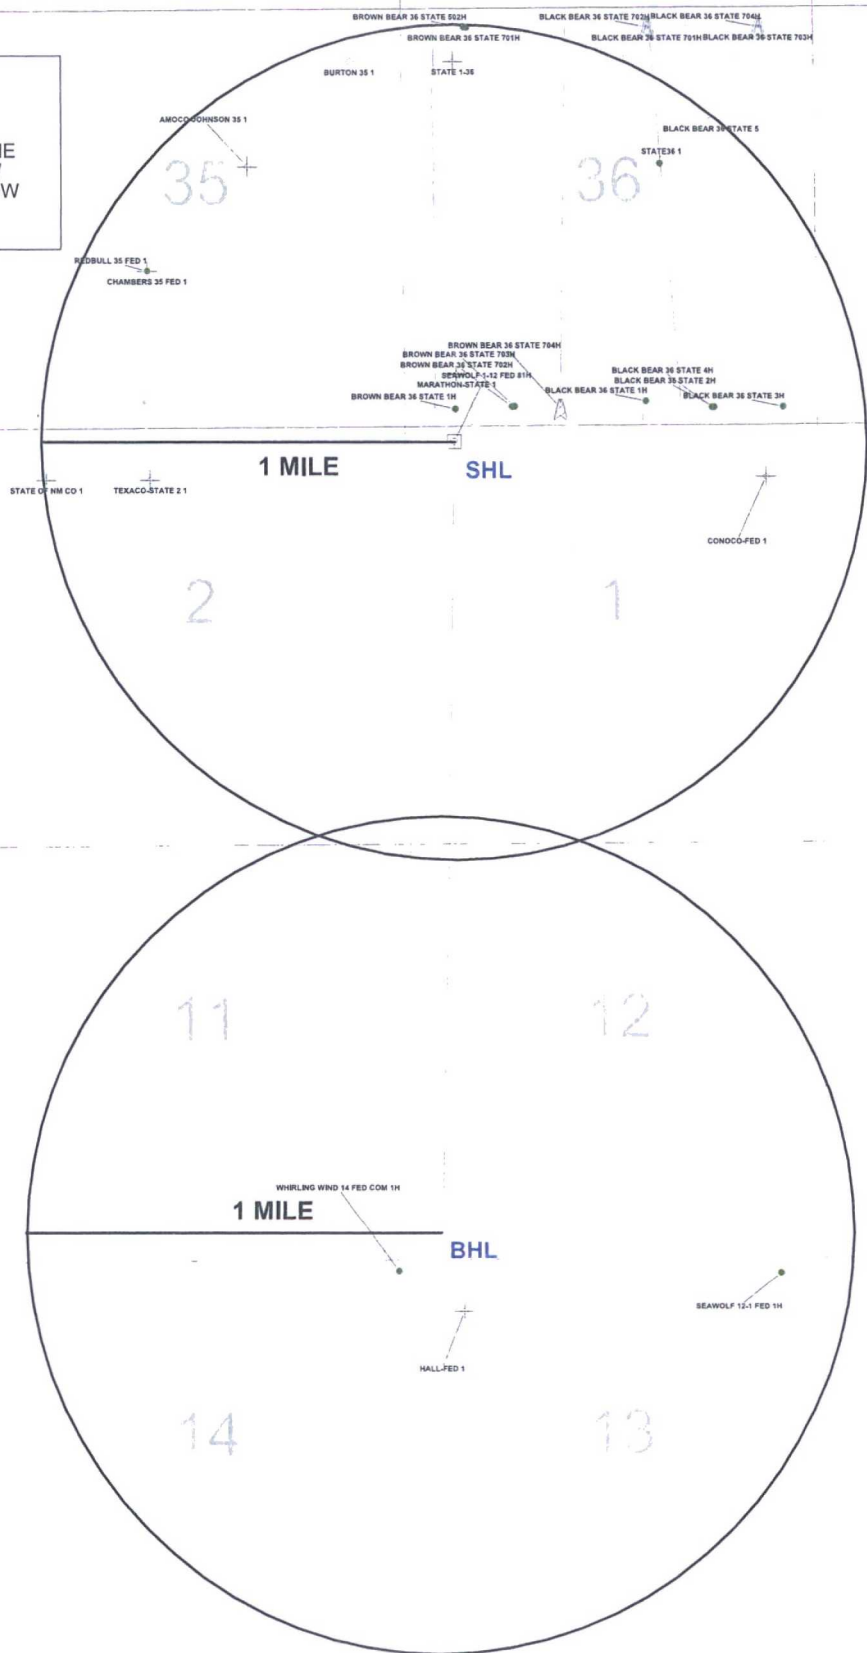 BROWN BEAR 36 STATE 502H
BLACK BEAR 36 STATE 702H
BLACK BEAR 36 STATE 704H
BROWN BEAR 36 STATE 701H
BLACK BEAR 36 STATE 701H
BLACK BEAR 36 STATE 703H
BURTON 35 1
STATE 1-36
AMOCO-JOHNSON 35 1
BLACK BEAR 36 STATE 5
STATE36 1
W
35
36
REDBULL 35 FED 1
CHAMBERS 35 FED 1
BROWN BEAR 36 STATE 704H
BROWN BEAR 36 STATE 703H
BROWN BEAR 36 STATE 702H
SEAWOLF 1-12 FED 81H
MARATHON-STATE 1
BROWN BEAR 36 STATE 1H
BLACK BEAR 36 STATE 4H
BLACK BEAR 36 STATE 2H
BLACK BEAR 36 STATE 1H
BLACK BEAR 36 STATE 3H
1 MILE
SHL
STATE OF NM CO 1
TEXACO-STATE 2 1
CONOCO-FED 1
2
1
11
12
WHIRLING WIND 14 FED COM 1H
1 MILE
BHL
SEAWOLF 12-1 FED 1H
HALL-FED 1
14
13